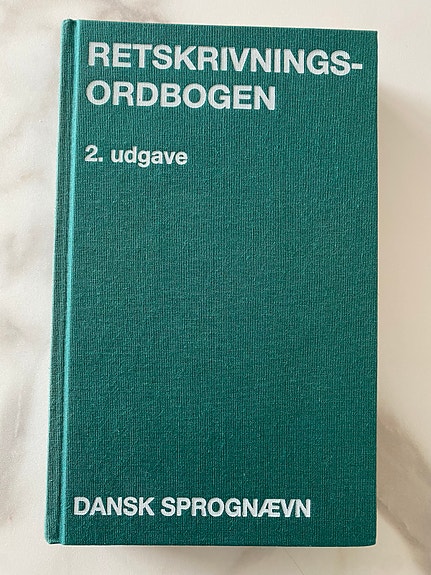 RETSKRIVNINGS-
ORDBOGEN
2. udgave
DANSK SPROGNÆVN